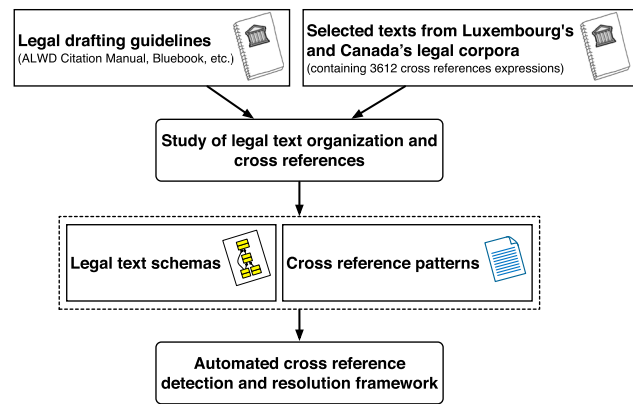 Legal drafting guidelines
(ALWD Citation Manual, Bluebook, etc.)
Selected texts from Luxembourg's
and Canada’s legal corpora
(containing 3612 cross references expressions)
Study of legal text organization and
cross references
Legal text schemas
Cross reference patterns
Automated cross reference
detection and resolution framework